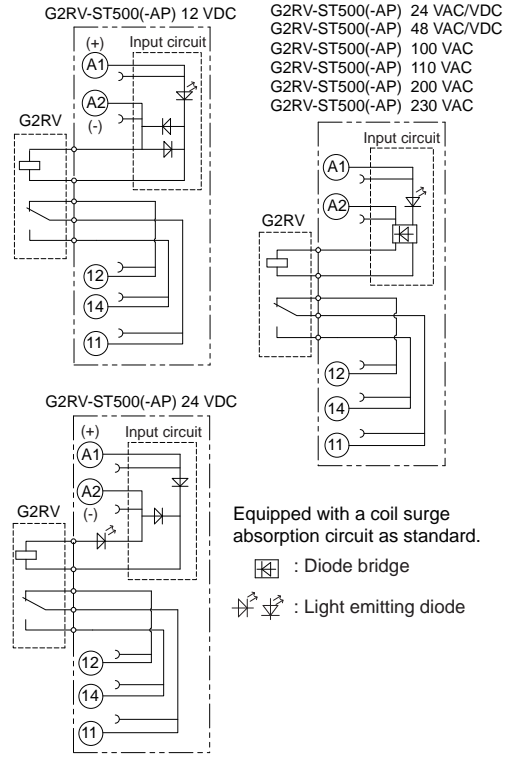 G2RV-ST500(-AP) 12 VDC
(+)
Input circuit
A1
A2
(-)
G2RV
12
14
11
G2RV-ST500(-AP) 24 VAC/VDC
G2RV-ST500(-AP) 48 VAC/VDC
G2RV-ST500(-AP) 100 VAC
G2RV-ST500(-AP) 110 VAC
G2RV-ST500(-AP) 200 VAC
G2RV-ST500(-AP) 230 VAC
Input circuit
A1
A2
G2RV
12
14
11
G2RV-ST500(-AP) 24 VDC
(+)
Input circuit
A1
A2
(-)
G2RV
12
14
11
Equipped with a coil surge
absorption circuit as standard.
: Diode bridge
: Light emitting diode